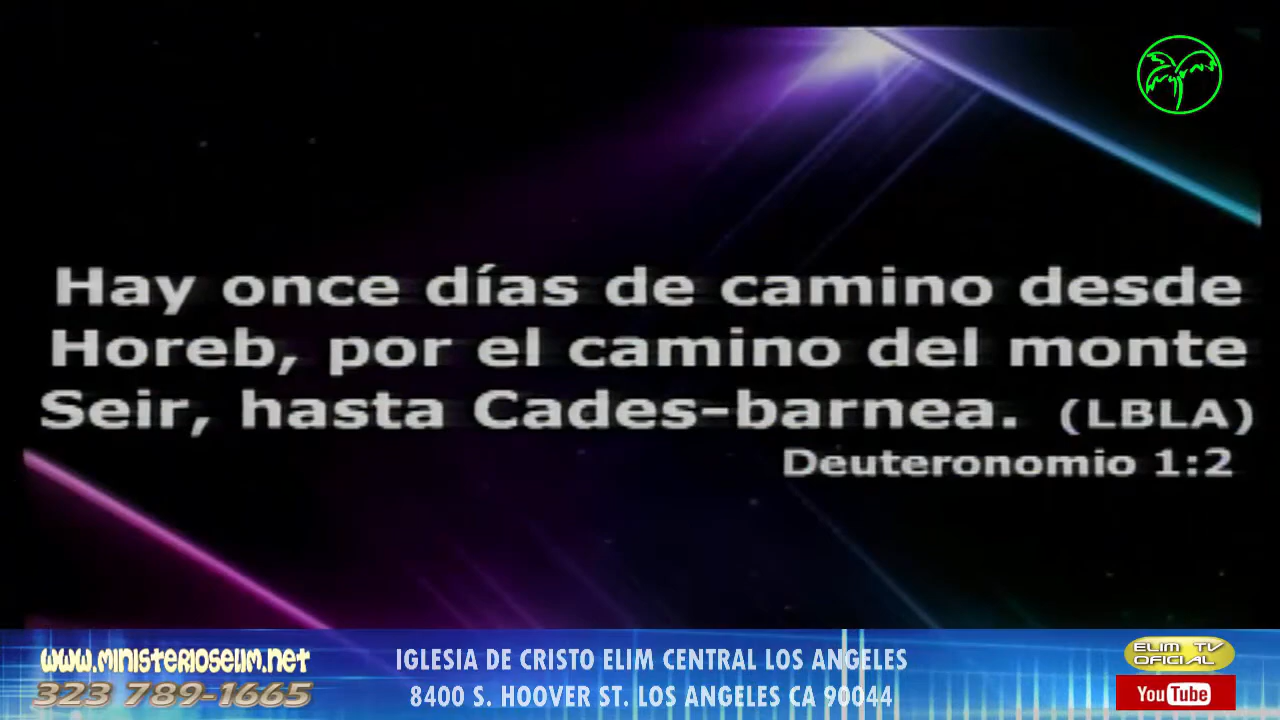 Hay once días de camino desde
Horeb, por el camino del monte
Seir, hasta Cades-barnea. (LBLA)
Deuteronomio 1:2
www.ministerioselim.net
323 789-1665
IGLESIA DE CRISTO ELIM CENTRAL LOS ANGELES
8400 S. HOOVER ST. LOS ANGELES CA 90044
ELIM TV
OFICIAL
YouTube